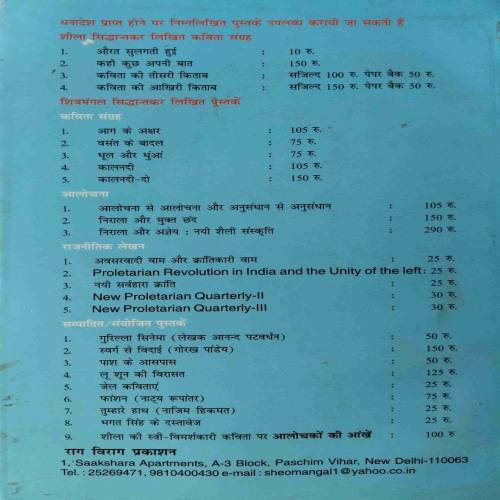 धनादेश प्राप्त होने पर निम्नलिखित पुस्तकें उपलब्ध करायी जा सकती हैं
शीला सिद्धान्तकर लिखित कविता संग्रह
1. औरत सुलगती हुई : 10 रु.
2. कहो कुछ अपनी बात : 150 रु.
3. कविता की तीसरी किताब : सजिल्द 100 रु. पेपर बैक 50 रु.
4. कविता की आखिरी किताब : सजिल्द 150 रु. पेपर बैक 50 रु.
शिवमंगल सिद्धान्तकर लिखित पुस्तकें
कविता संग्रह
1. आग के अक्षर : 105 रु.
2. वसंत के बादल : 75 रु.
3. धूल और धुंआं : 75 रु.
4. कालनदी : 105 रु.
5. कालनदी-दो : 150 रु.
आलोचना
1. आलोचना से आलोचना और अनुसंधान से अनुसंधान : 105 रु.
2. निराला और मुक्त छंद : 150 रु.
3. निराला और अज्ञेय : नयी शैली संस्कृति : 290 रु.
राजनीतिक लेखन
1. अवसरवादी वाम और क्रांतिकारी वाम : 25 रु.
2. Proletarian Revolution in India and the Unity of the left : 25 रु.
3. नयी सर्वहारा क्रांति : 25 रु.
4. New Proletarian Quarterly-II : 30 रु.
5. New Proletarian Quarterly-III : 30 रु.
सम्पादित/संयोजित पुस्तकें
1. गुरिल्ला सिनेमा (लेखक आनन्द पटवर्धन) : 50 रु.
2. स्वर्ग से विदाई (गोरख पांडेय) : 150 रु.
3. पाश के आसपास : 50 रु.
4. लू शून की विरासत : 125 रु.
5. जेल कविताएं : 25 रु.
6. फांशन (नाट्य रूपांतर) : 75 रु.
7. तुम्हारे हाथ (नाजिम हिकमत) : 25 रु.
8. भगत सिंह के दस्तावेज : 25 रु.
9. शीला की स्त्री-विमर्शकारी कविता पर आलोचकों की आंखें : 100 रु
राग विराग प्रकाशन
1, Saakshara Apartments, A-3 Block, Paschim Vihar, New Delhi-110063
Tel. : 25269471, 9810400430 e-mail : sheomangal1@yahoo.co.in